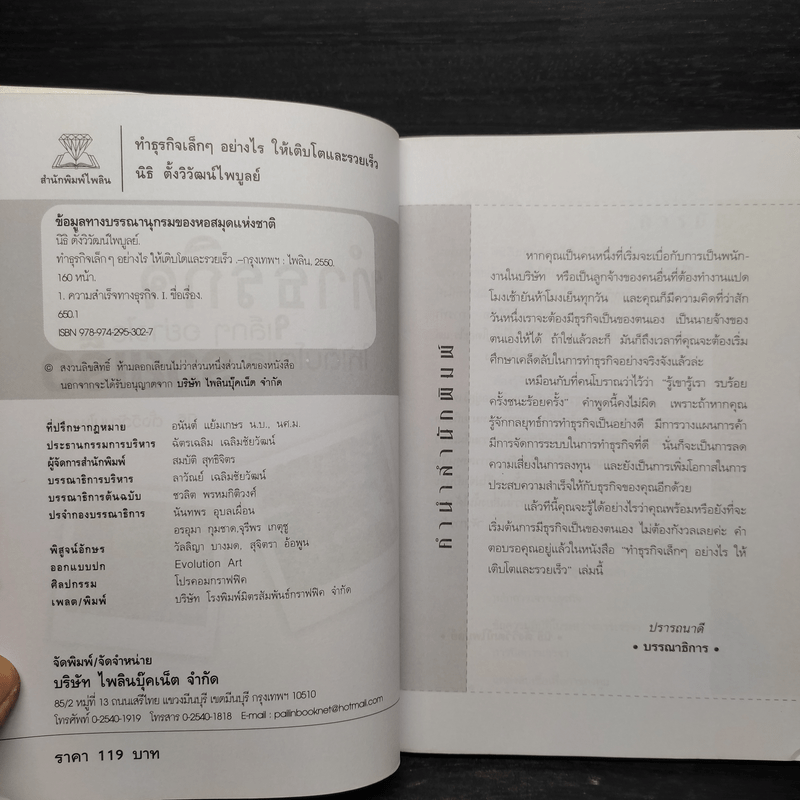 สำนักพิมพ์ไพลิน
ทำธุรกิจเล็กๆ อย่างไร ให้เติบโตและรวยเร็ว
นิธิ ตั้งวิวัฒน์ไพบูลย์
ข้อมูลทางบรรณานุกรมของหอสมุดแห่งชาติ
นิธิ ตั้งวิวัฒน์ไพบูลย์.
ทำธุรกิจเล็กๆ อย่างไร ให้เติบโตและรวยเร็ว .–กรุงเทพฯ : ไพลิน, 2550.
160 หน้า.
1. ความสำเร็จทางธุรกิจ. I. ชื่อเรื่อง.
650.1
ISBN 978-974-295-302-7
© สงวนลิขสิทธิ์ ห้ามลอกเลียนไม่ว่าส่วนหนึ่งส่วนใดของหนังสือ
นอกจากจะได้รับอนุญาตจาก บริษัท ไพลินบุ๊คเน็ต จำกัด
ที่ปรึกษากฎหมาย อนันต์ แย้มเกษร น.บ., นศ.ม.
ประธานกรรมการบริหาร ฉัตรเฉลิม เฉลิมชัยวัฒน์
ผู้จัดการสำนักพิมพ์ สมบัติ สุทธิจิตร
บรรณาธิการบริหาร ลาวัณย์ เฉลิมชัยวัฒน์
บรรณาธิการต้นฉบับ ชวลิต พรหมกิติวงศ์
ประจำกองบรรณาธิการ นันทพร อุบลเผื่อน
อรอุมา กุมชาด,จุรีพร เกตุชู
พิสูจน์อักษร วัลลิญา บางมด, สุจิตรา อ้อพูน
ออกแบบปก Evolution Art
ศิลปกรรม โปรคอมกราฟฟิค
เพลต/พิมพ์ บริษัท โรงพิมพ์มิตรสัมพันธ์กราฟฟิค จำกัด
จัดพิมพ์/จัดจำหน่าย
บริษัท ไพลินบุ๊คเน็ต จำกัด
85/2 หมู่ที่ 13 ถนนเสรีไทย แขวงมีนบุรี เขตมีนบุรี กรุงเทพฯ 10510
โทรศัพท์ 0-2540-1919 โทรสาร 0-2540-1818 E-mail : pailinbooknet@hotmail.com
ราคา 119 บาท
คำนำสำนักพิมพ์
หากคุณเป็นคนหนึ่งที่เริ่มจะเบื่อกับการเป็นพนัก-
งานในบริษัท หรือเป็นลูกจ้างของคนอื่นที่ต้องทำงานแปด
โมงเช้ายันห้าโมงเย็นทุกวัน และคุณก็มีความคิดที่ว่าสัก
วันหนึ่งเราจะต้องมีธุรกิจเป็นของตนเอง เป็นนายจ้างของ
ตนเองให้ได้ ถ้าใช่แล้วละก็ มันก็ถึงเวลาที่คุณจะต้องเริ่ม
ศึกษาเคล็ดลับในการทำธุรกิจอย่างจริงจังแล้วล่ะ
เหมือนกับที่คนโบราณว่าไว้ว่า “รู้เขารู้เรา รบร้อย
ครั้งชนะร้อยครั้ง” คำพูดนี้คงไม่ผิด เพราะถ้าหากคุณ
รู้จักกลยุทธ์การทำธุรกิจเป็นอย่างดี มีการวางแผนการค้า
มีการจัดการระบบในการทำธุรกิจที่ดี นั่นก็จะเป็นการลด
ความเสี่ยงในการลงทุน และยังเป็นการเพิ่มโอกาสในการ
ประสบความสำเร็จให้กับธุรกิจของคุณอีกด้วย
แล้วทีนี้คุณจะรู้ได้อย่างไรว่าคุณพร้อมหรือยังที่จะ
เริ่มต้นการมีธุรกิจเป็นของตนเอง ไม่ต้องกังวลเลยค่ะ คำ
ตอบรอคุณอยู่แล้วในหนังสือ “ทำธุรกิจเล็กๆ อย่างไร ให้
เติบโตและรวยเร็ว” เล่มนี้
ปรารถนาดี
• บรรณาธิการ •